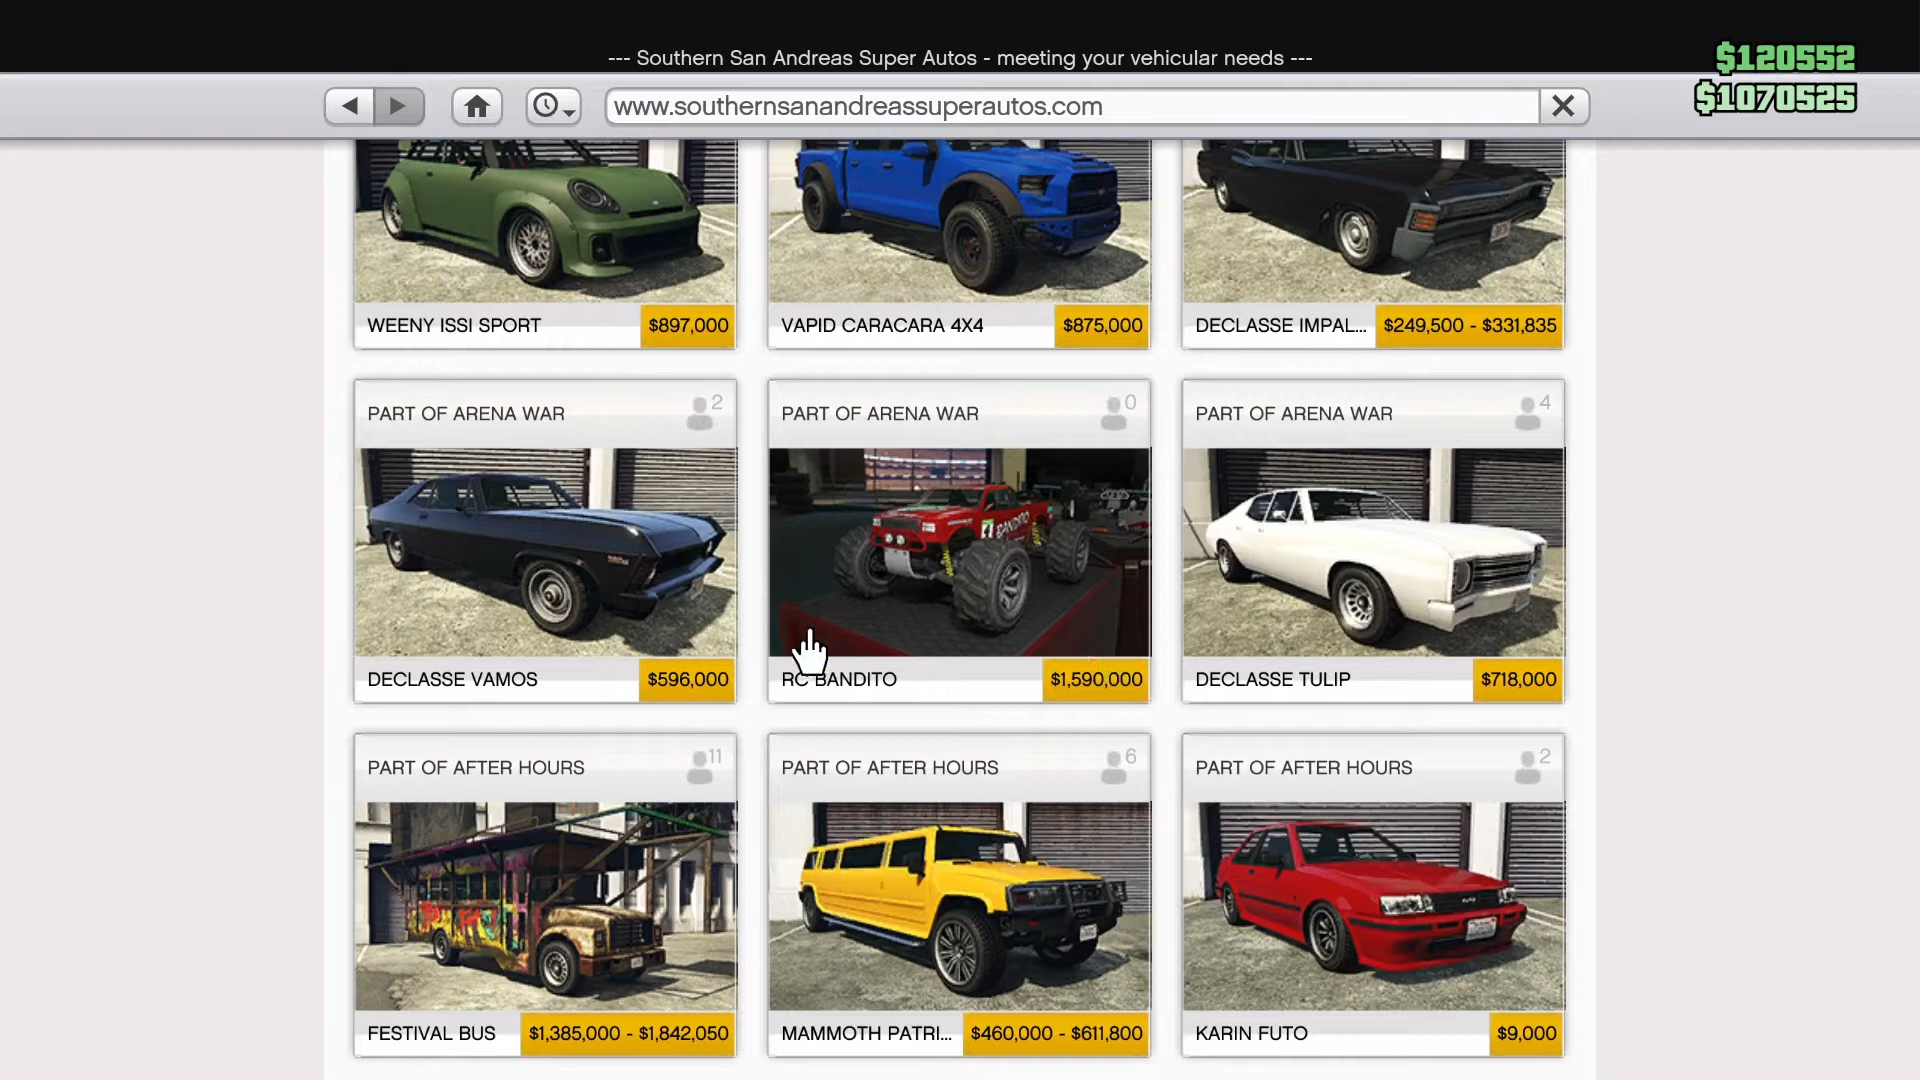 --- Southern San Andreas Super Autos - meeting your vehicular needs ---
$120552
$1070525
www.southernsanandreassuperautos.com
WEENY ISSI SPORT $897,000
VAPID CARACARA 4X4 $875,000
DECLASSE IMPAL... $249,500 - $331,835
PART OF ARENA WAR 2
PART OF ARENA WAR 0
PART OF ARENA WAR 4
BANDITO
DECLASSE VAMOS $596,000
RC BANDITO $1,590,000
DECLASSE TULIP $718,000
PART OF AFTER HOURS 11
PART OF AFTER HOURS 6
PART OF AFTER HOURS 2
FESTIVAL BUS $1,385,000 - $1,842,050
MAMMOTH PATRI... $460,000 - $611,800
KARIN FUTO $9,000